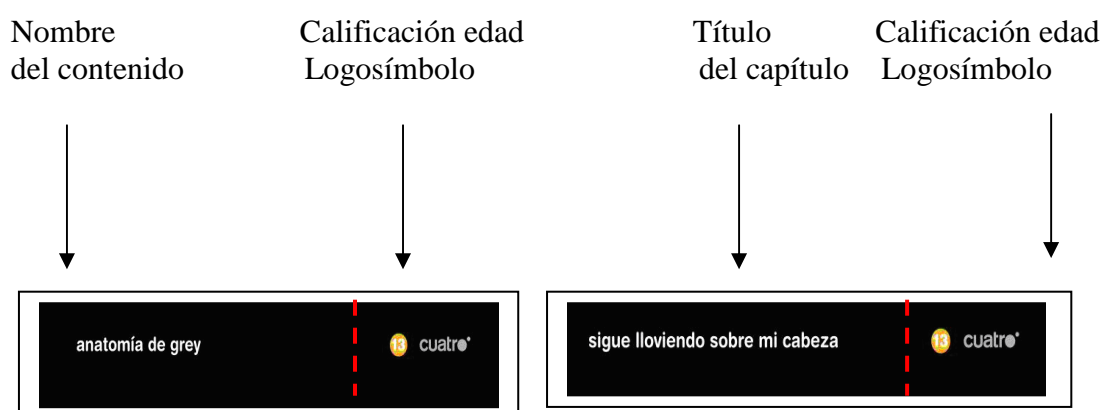 Nombre Calificación edad Título Calificación edad
del contenido Logosímbolo del capítulo Logosímbolo
anatomía de grey 13 cuatro sigue lloviendo sobre mi cabeza 13 cuatro